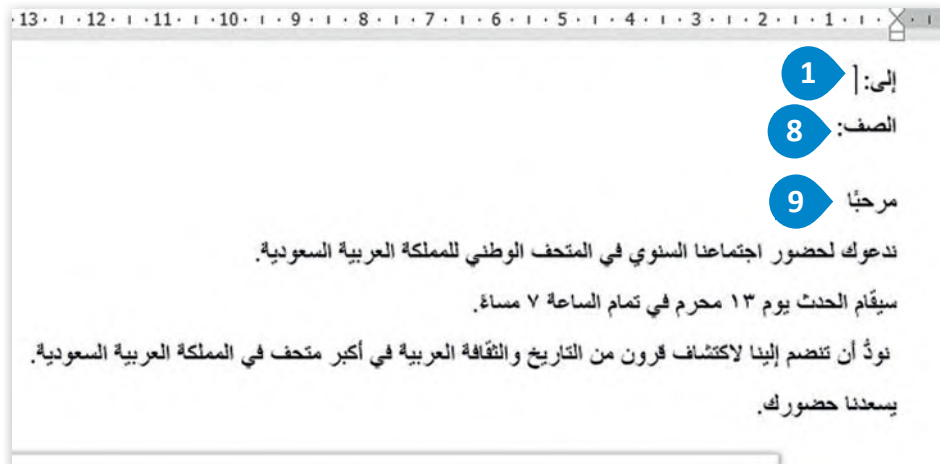 ·13· ı ·12· ı ·11· ı ·10· ı ·9· ı ·8· ı ·7· ı ·6· ı ·5· ı ·4· ı ·3· ı ·2· ı ·1· ı
إلى: 1
الصف: 8
مرحبًا 9
ندعوك لحضور اجتماعنا السنوي في المتحف الوطني للمملكة العربية السعودية.
سيقام الحدث يوم ١٣ محرم في تمام الساعة ٧ مساءً.
نودُّ أن تنضم إلينا لاكتشاف قرون من التاريخ والثقافة العربية في أكبر متحف في المملكة العربية السعودية.
يسعدنا حضورك.